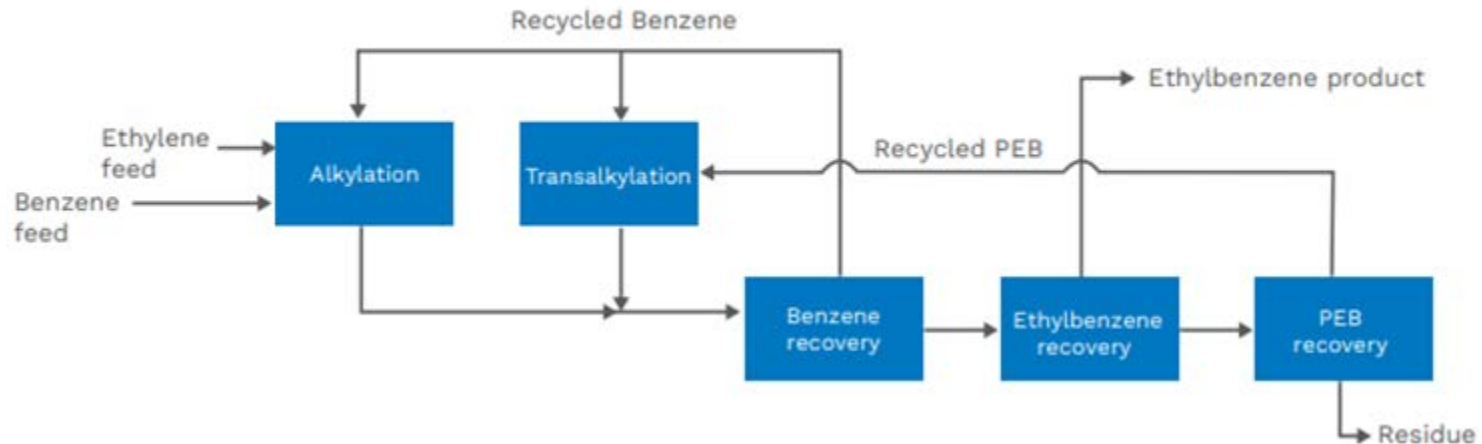 Recycled Benzene
Ethylbenzene product
Ethylene
feed
Alkylation
Transalkylation
Recycled PEB
Benzene
feed
Benzene
recovery
Ethylbenzene
recovery
PEB
recovery
Residue